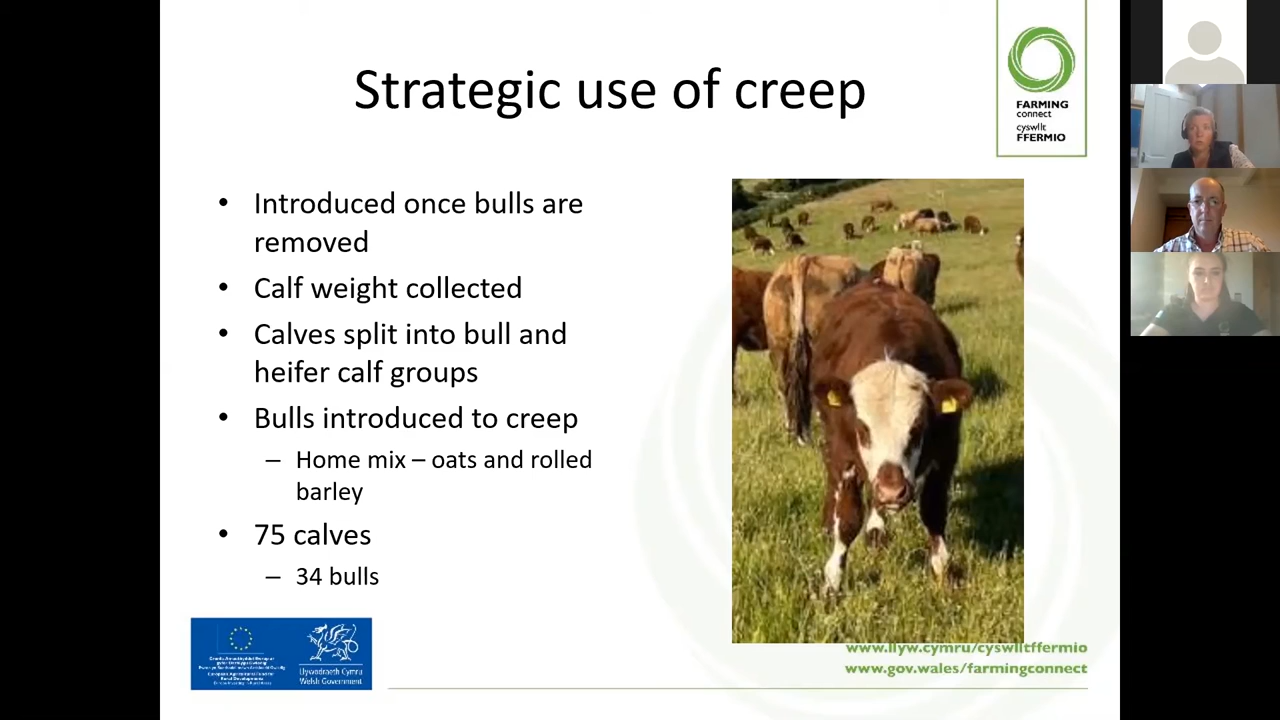 Strategic use of creep
FARMING
connect
cyswllt
FFERMIO
• Introduced once bulls are
removed
• Calf weight collected
• Calves split into bull and
heifer calf groups
• Bulls introduced to creep
– Home mix – oats and rolled
barley
• 75 calves
– 34 bulls
Llywodraeth Cymru
Welsh Government
www.llyw.cymru/cyswlltffermio
www.gov.wales/farmingconnect